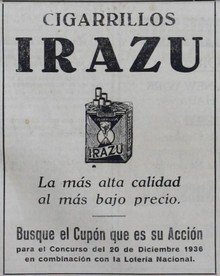 CIGARRILLOS
IRAZU
IRAZU
La más alta calidad
al más bajo precio.
Busque el Cupón que es su Acción
para el Concurso del 20 de Diciembre 1936
en combinación con la Lotería Nacional.